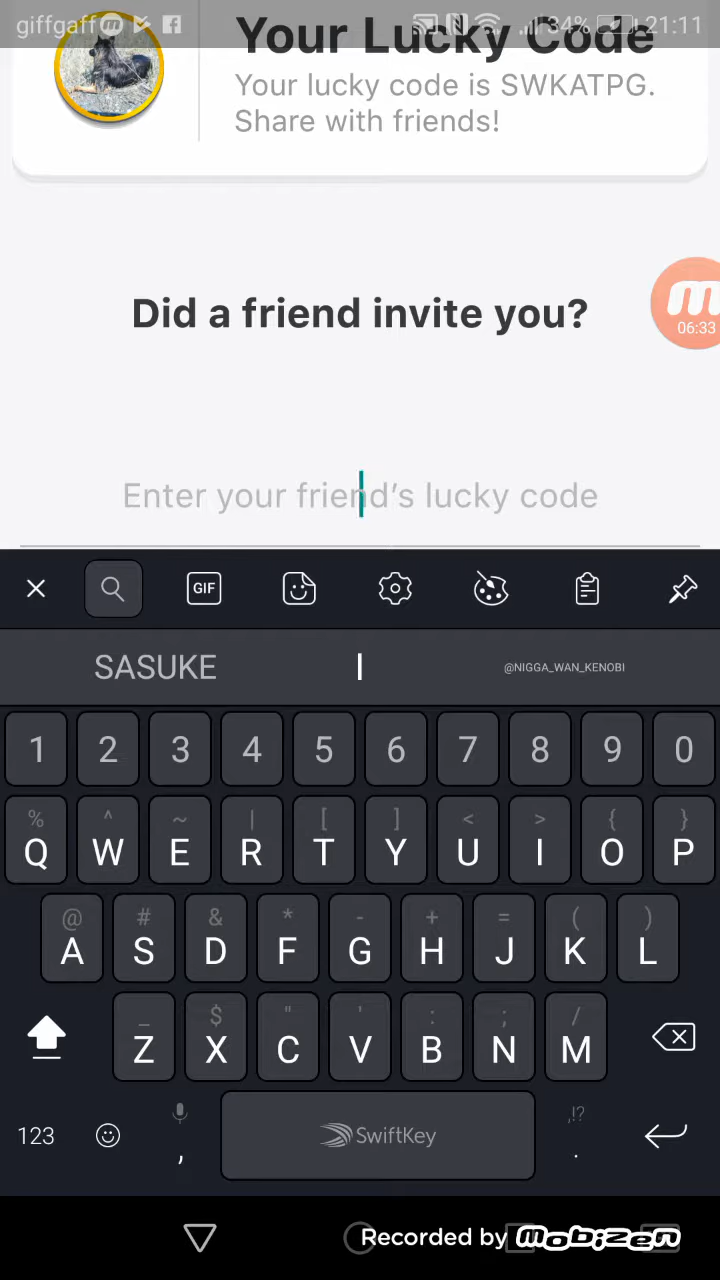 giffgaff 34% 21:11
Your Lucky Code
Your lucky code is SWKATPG.
Share with friends!
Did a friend invite you?
06:33
Enter your friend's lucky code
GIF
SASUKE I @NIGGA_WAN_KENOBI
1 2 3 4 5 6 7 8 9 0
% ^ ~ | [ ] < > { }
Q W E R T Y U I O P
@ # & * - + = ( )
A S D F G H J K L
_ $ " ' : ; /
Z X C V B N M
123 , SwiftKey ,!? .
Recorded by mobizen